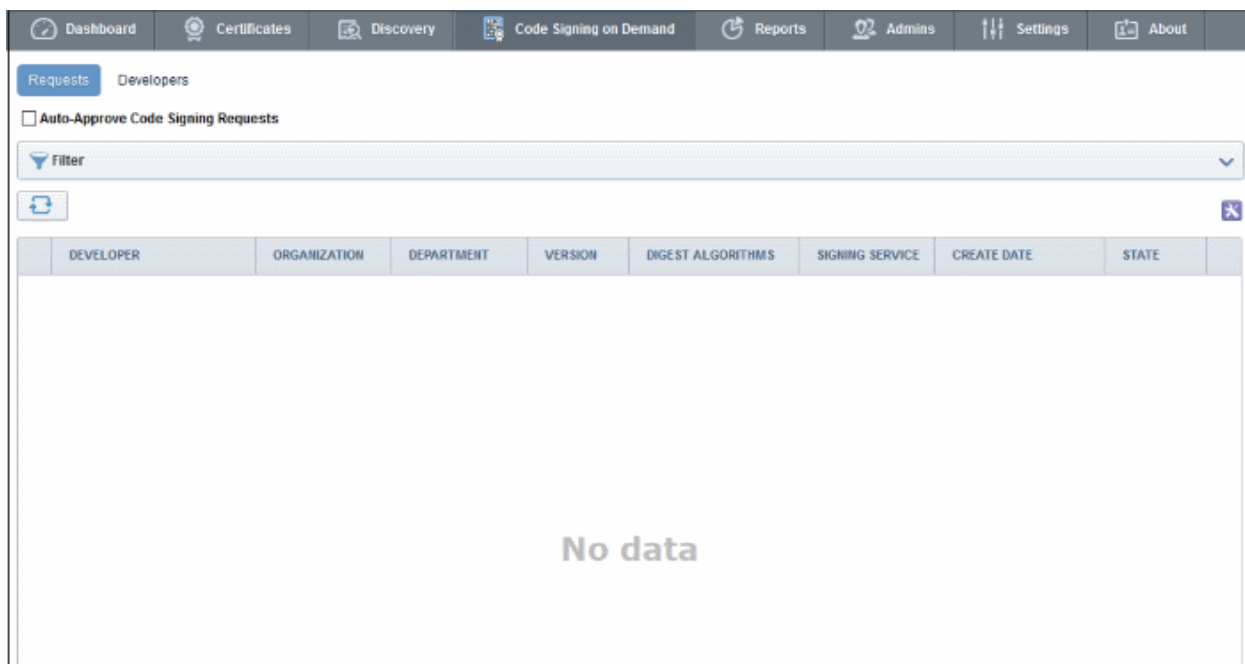 Dashboard Certificates Discovery Code Signing on Demand Reports Admins Settings About
Requests Developers
Auto-Approve Code Signing Requests
Filter
DEVELOPER ORGANIZATION DEPARTMENT VERSION DIGEST ALGORITHMS SIGNING SERVICE CREATE DATE STATE
No data